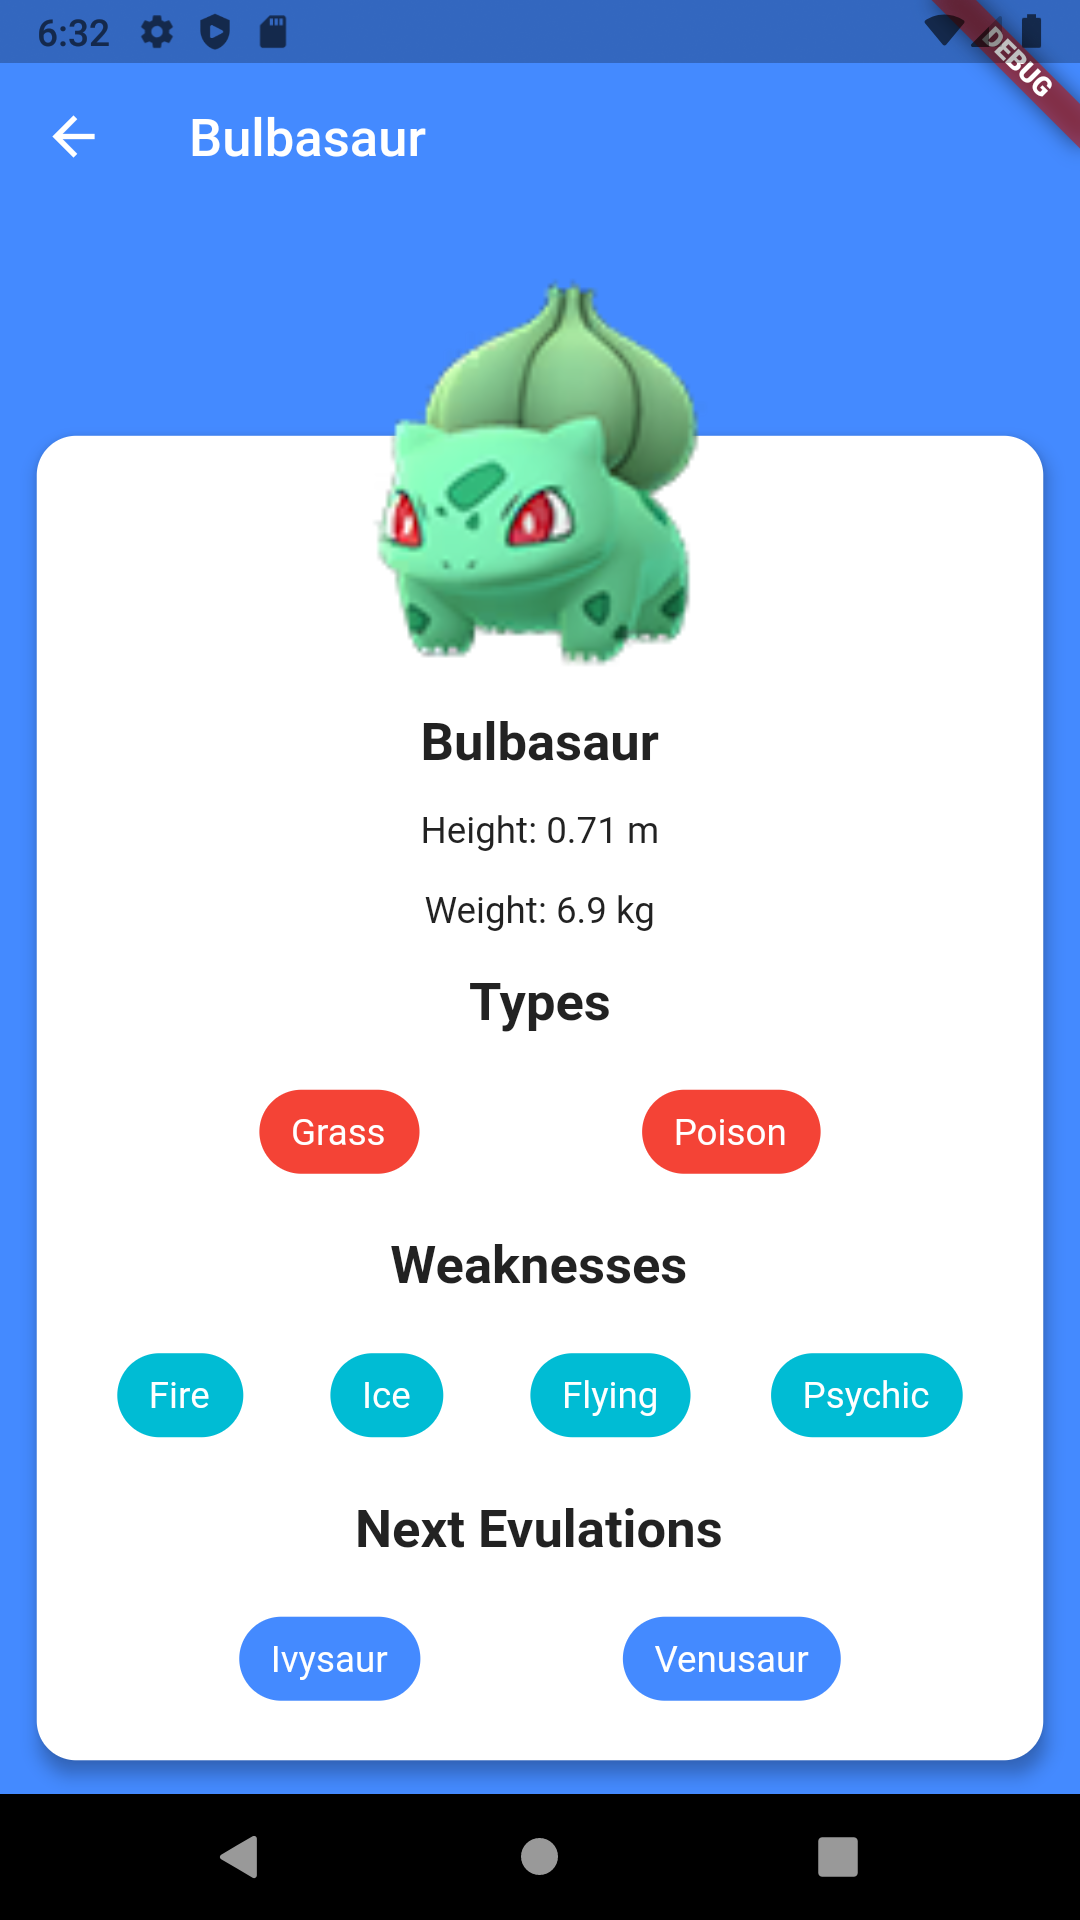 6:32
DEBUG
Bulbasaur
Bulbasaur
Height: 0.71 m
Weight: 6.9 kg
Types
Grass Poison
Weaknesses
Fire Ice Flying Psychic
Next Evulations
Ivysaur Venusaur